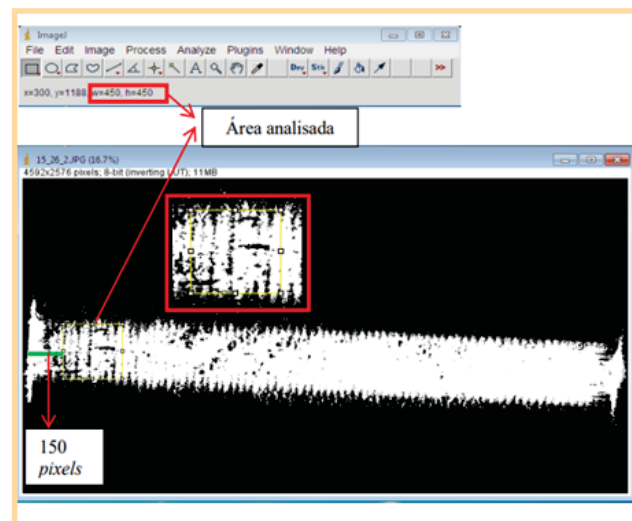 ImageJ
File Edit Image Process Analyze Plugins Window Help
Dev Stk >>
x=300, y=1188, w=450, h=450
Área analisada
15_26_2.JPG (16.7%)
4592x2576 pixels; 8-bit (inverting LUT); 11MB
150
pixels